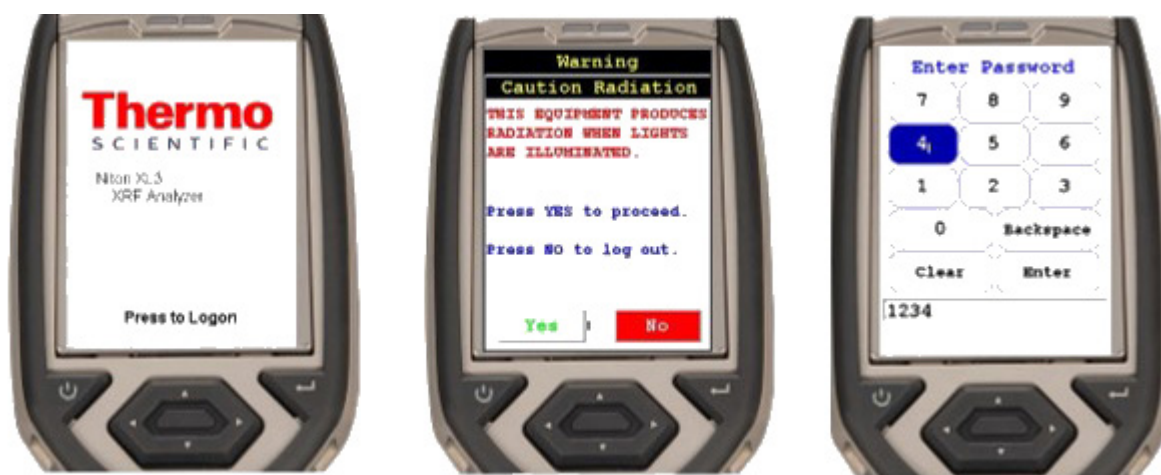 Thermo
SCIENTIFIC
Niton XL3
XRF Analyzer
Press to Logon
Warning
Caution Radiation
THIS EQUIPMENT PRODUCES
RADIATION WHEN LIGHTS
ARE ILLUMINATED.
Press YES to proceed.
Press NO to log out.
Yes No
Enter Password
7 8 9
4 5 6
1 2 3
0 Backspace
Clear Enter
1234